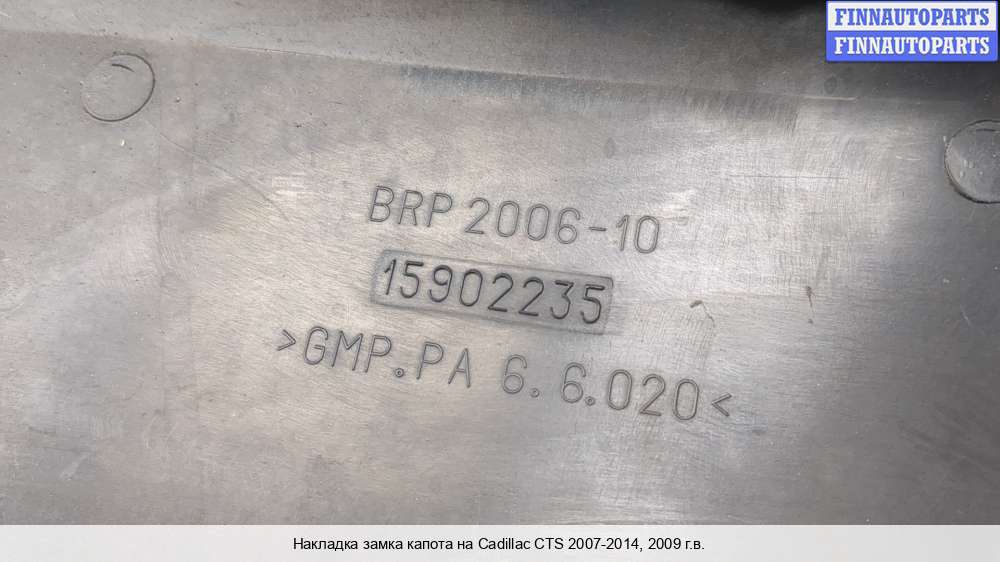 FINNAUTOPARTS
FINNAUTOPARTS
BRP 2006-10
15902235
>GMP.PA 6.6.020<
Накладка замка капота на Cadillac CTS 2007-2014, 2009 г.в.